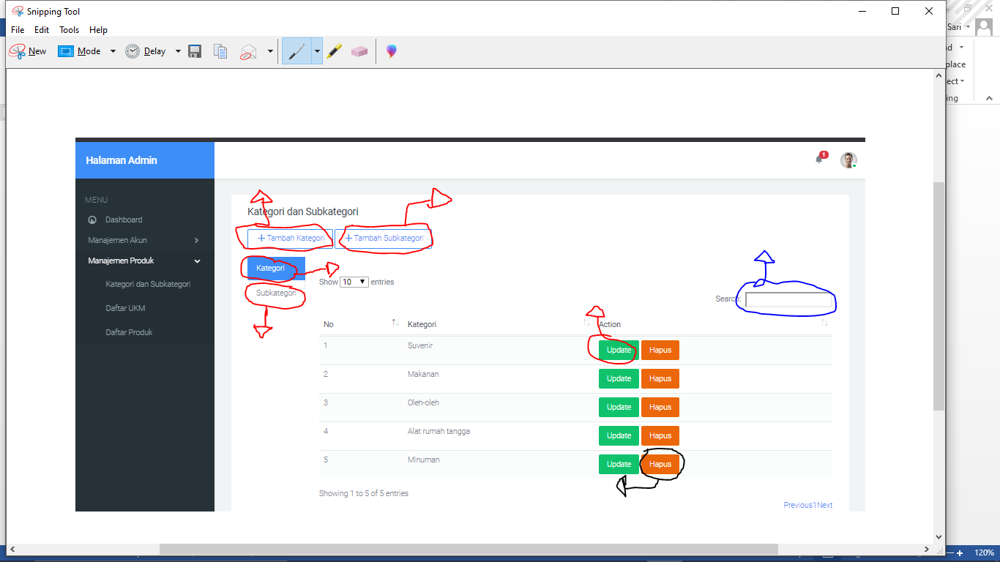 Snipping Tool
Sari
File Edit Tools Help
New Mode Delay
nd
place
ect
ing
Halaman Admin
1
MENU
Dashboard
Manajemen Akun
Manajemen Produk
Kategori dan Subkategori
Daftar UKM
Daftar Produk
Kategori dan Subkategori
+ Tambah Kategori + Tambah Subkategori
Kategori
Subkategori
Show 10 entries
Search:
No Kategori Action
1 Suvenir Update Hapus
2 Makanan Update Hapus
3 Oleh-oleh Update Hapus
4 Alat rumah tangga Update Hapus
5 Minuman Update Hapus
Showing 1 to 5 of 5 entries
Previous1Next
120%